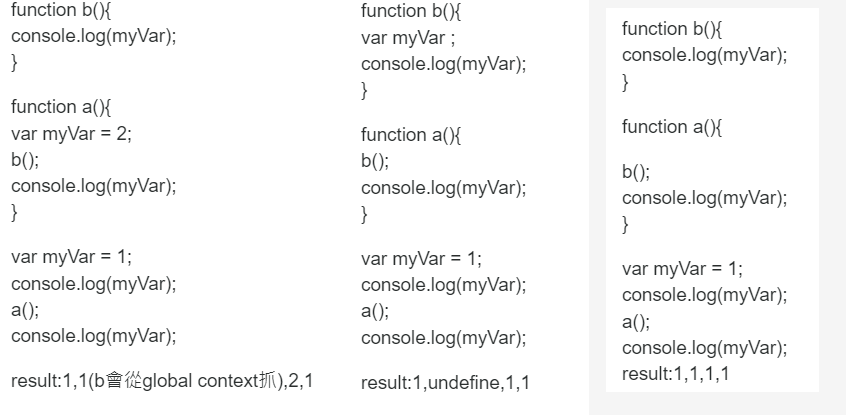 function b(){
console.log(myVar);
}
function a(){
var myVar = 2;
b();
console.log(myVar);
}
var myVar = 1;
console.log(myVar);
a();
console.log(myVar);
result:1,1(b會從global context抓),2,1
function b(){
var myVar ;
console.log(myVar);
}
function a(){
b();
console.log(myVar);
}
var myVar = 1;
console.log(myVar);
a();
console.log(myVar);
result:1,undefine,1,1
function b(){
console.log(myVar);
}
function a(){
b();
console.log(myVar);
}
var myVar = 1;
console.log(myVar);
a();
console.log(myVar);
result:1,1,1,1